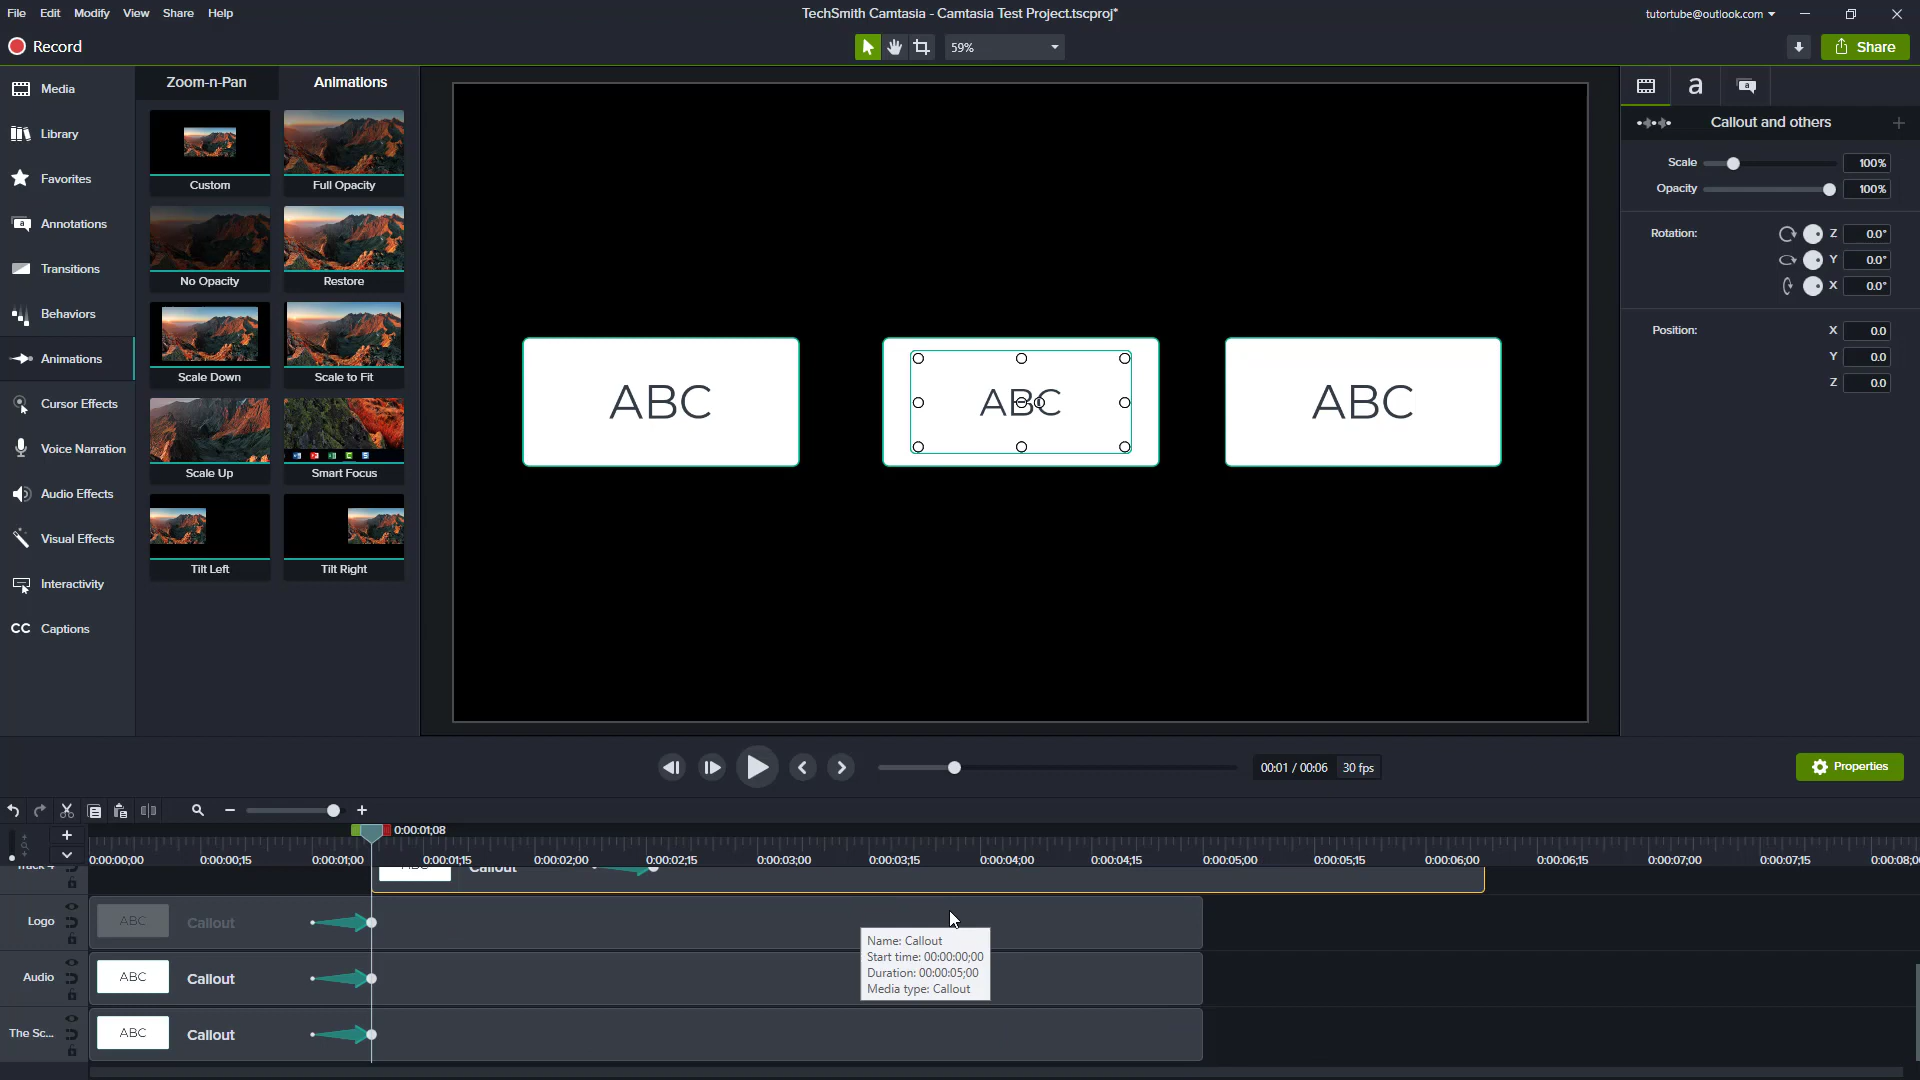 File Edit Modify View Share Help
TechSmith Camtasia - Camtasia Test Project.tscproj*
tutortube@outlook.com
Record
59%
Share
Media
Library
Favorites
Annotations
Transitions
Behaviors
Animations
Cursor Effects
Voice Narration
Audio Effects
Visual Effects
Interactivity
CC Captions
Zoom-n-Pan Animations
Custom Full Opacity
No Opacity Restore
Scale Down Scale to Fit
Scale Up Smart Focus
Tilt Left Tilt Right
ABC ABC ABC
a
Callout and others
Scale 100%
Opacity 100%
Rotation: Z 0.0°
Y 0.0°
X 0.0°
Position: X 0.0
Y 0.0
Z 0.0
00:01 / 00:06 30 fps
Properties
0:00:01;08
0:00:00;00 0:00:00;15 0:00:01;00 0:00:01;15 0:00:02;00 0:00:02;15 0:00:03;00 0:00:03;15 0:00:04;00 0:00:04;15 0:00:05;00 0:00:05;15 0:00:06;00 0:00:06;15 0:00:07;00 0:00:07;15 0:00:08;0
Track 4 Callout
Logo ABC Callout
Audio ABC Callout
The Sc... ABC Callout
Name: Callout
Start time: 00:00:00;00
Duration: 00:00:05;00
Media type: Callout